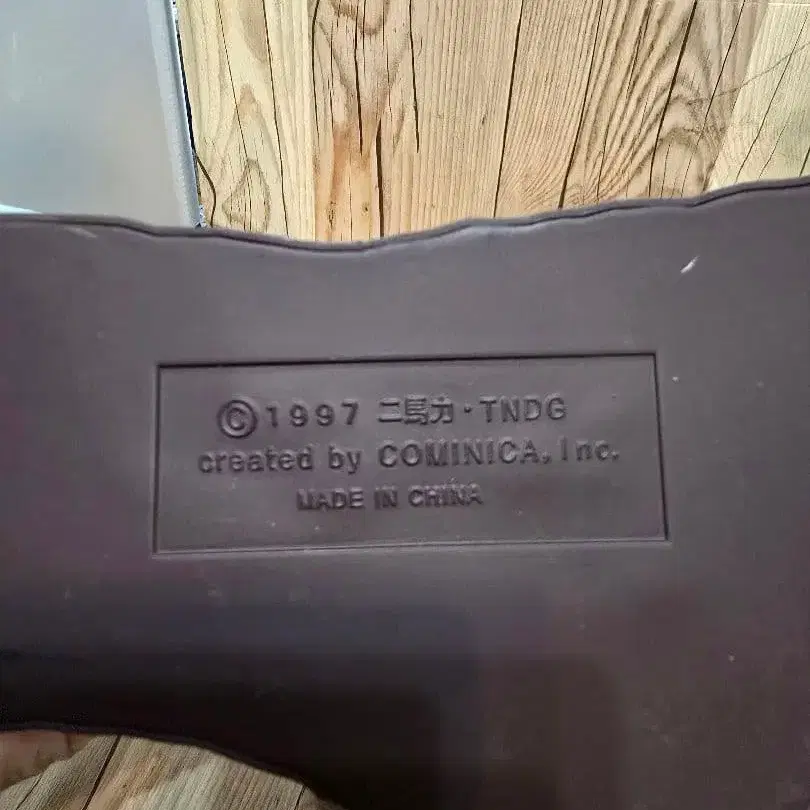 ©1997 二馬力・TNDG
created by COMINICA, Inc.
MADE IN CHINA